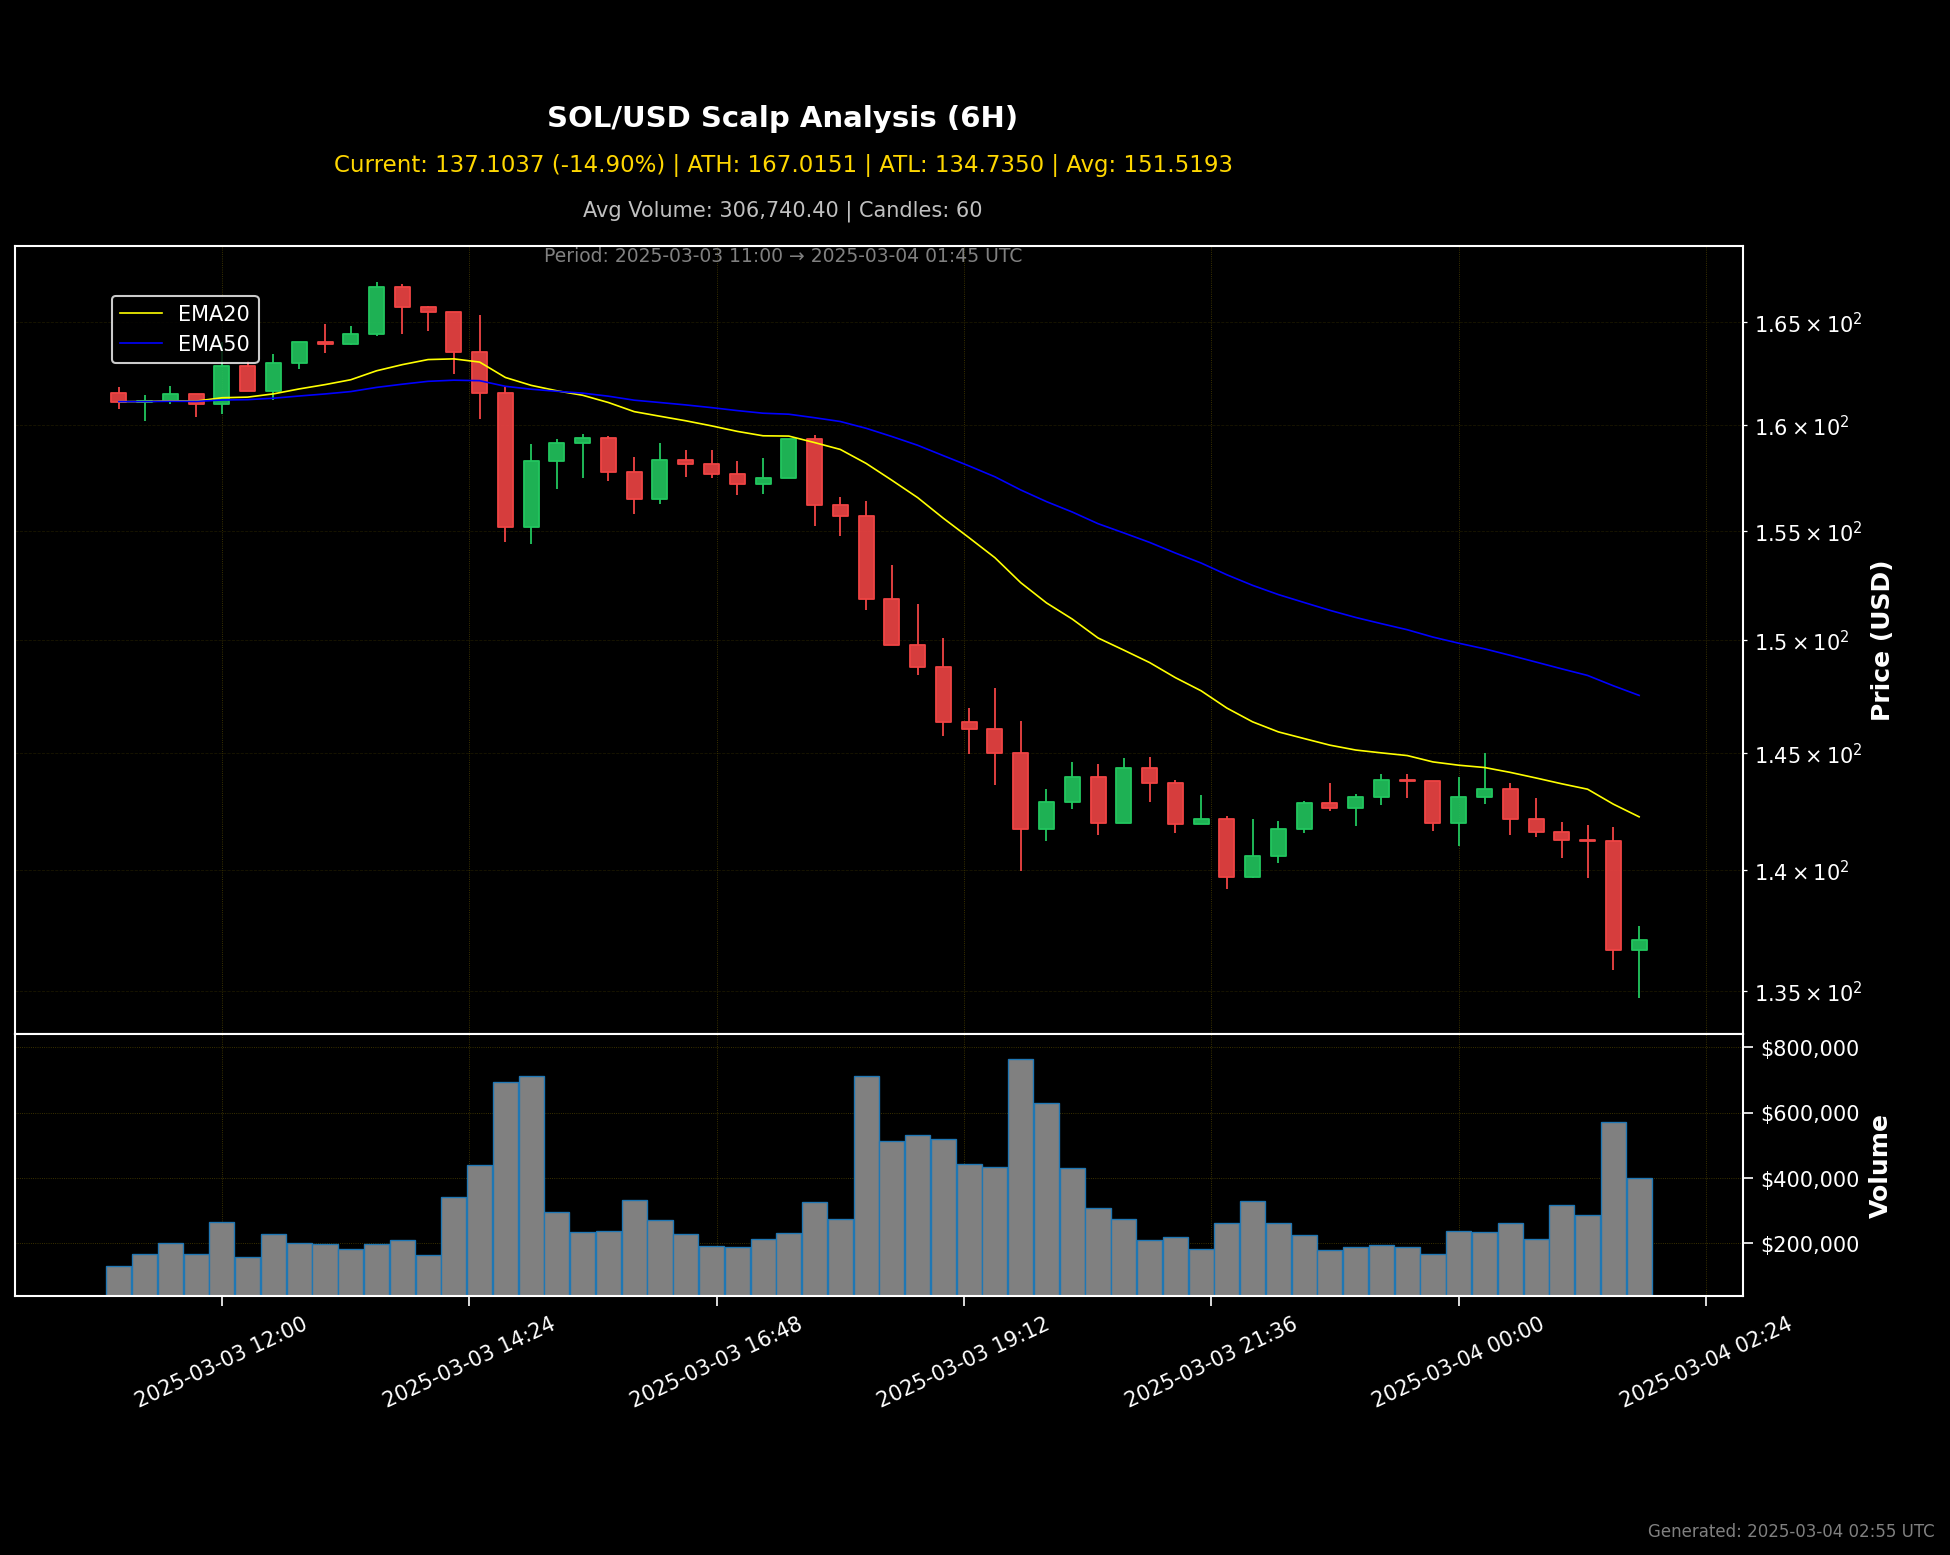 SOL/USD Scalp Analysis (6H)
Current: 137.1037 (-14.90%) | ATH: 167.0151 | ATL: 134.7350 | Avg: 151.5193
Avg Volume: 306,740.40 | Candles: 60
Period: 2025-03-03 11:00 → 2025-03-04 01:45 UTC
EMA20
EMA50
1.65 × 10²
1.6 × 10²
1.55 × 10²
1.5 × 10²
1.45 × 10²
1.4 × 10²
1.35 × 10²
Price (USD)
$800,000
$600,000
$400,000
$200,000
Volume
2025-03-03 12:00
2025-03-03 14:24
2025-03-03 16:48
2025-03-03 19:12
2025-03-03 21:36
2025-03-04 00:00
2025-03-04 02:24
Generated: 2025-03-04 02:55 UTC